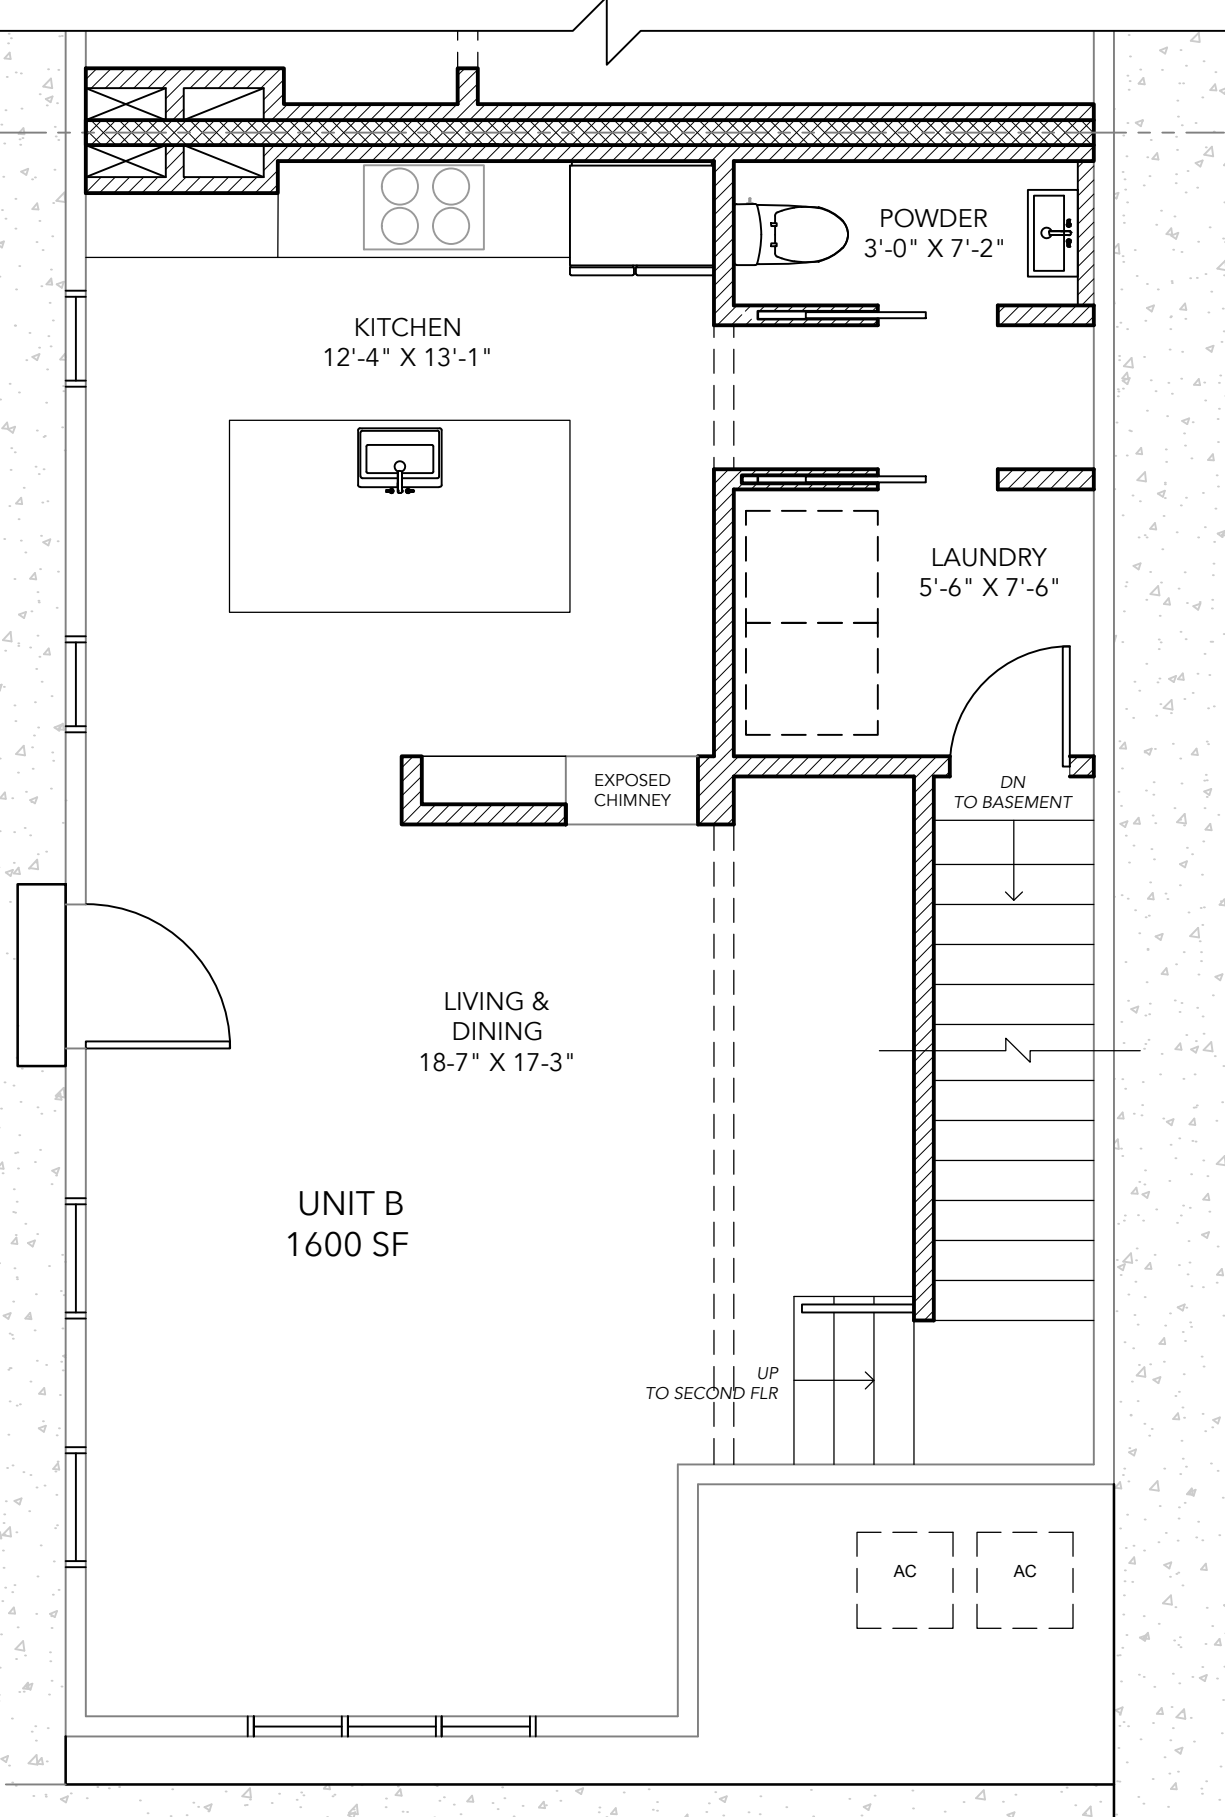 POWDER
3'-0" X 7'-2"
KITCHEN
12'-4" X 13'-1"
LAUNDRY
5'-6" X 7'-6"
EXPOSED
CHIMNEY
DN
TO BASEMENT
LIVING &
DINING
18-7" X 17-3"
UNIT B
1600 SF
UP
TO SECOND FLR
AC
AC